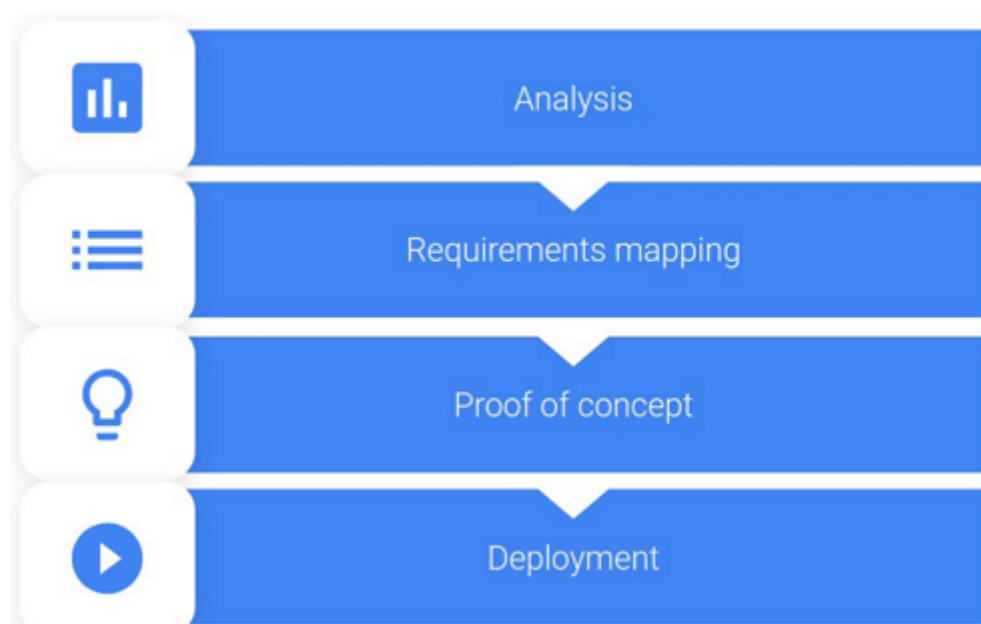 Analysis
Requirements mapping
Proof of concept
Deployment